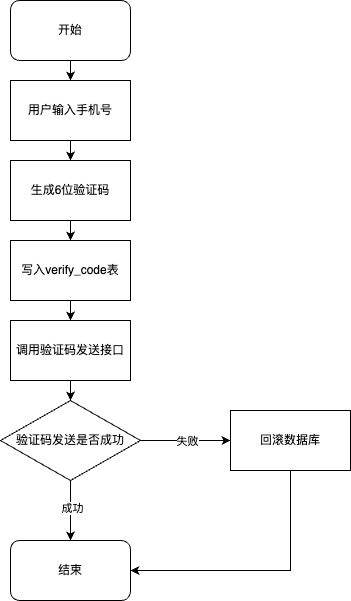 开始
用户输入手机号
生成6位验证码
写入verify_code表
调用验证码发送接口
验证码发送是否成功
失败
回滚数据库
成功
结束